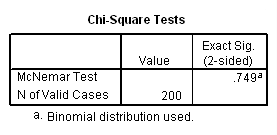 Chi-Square Tests
Value Exact Sig. (2-sided)
McNemar Test .749a
N of Valid Cases 200
a. Binomial distribution used.